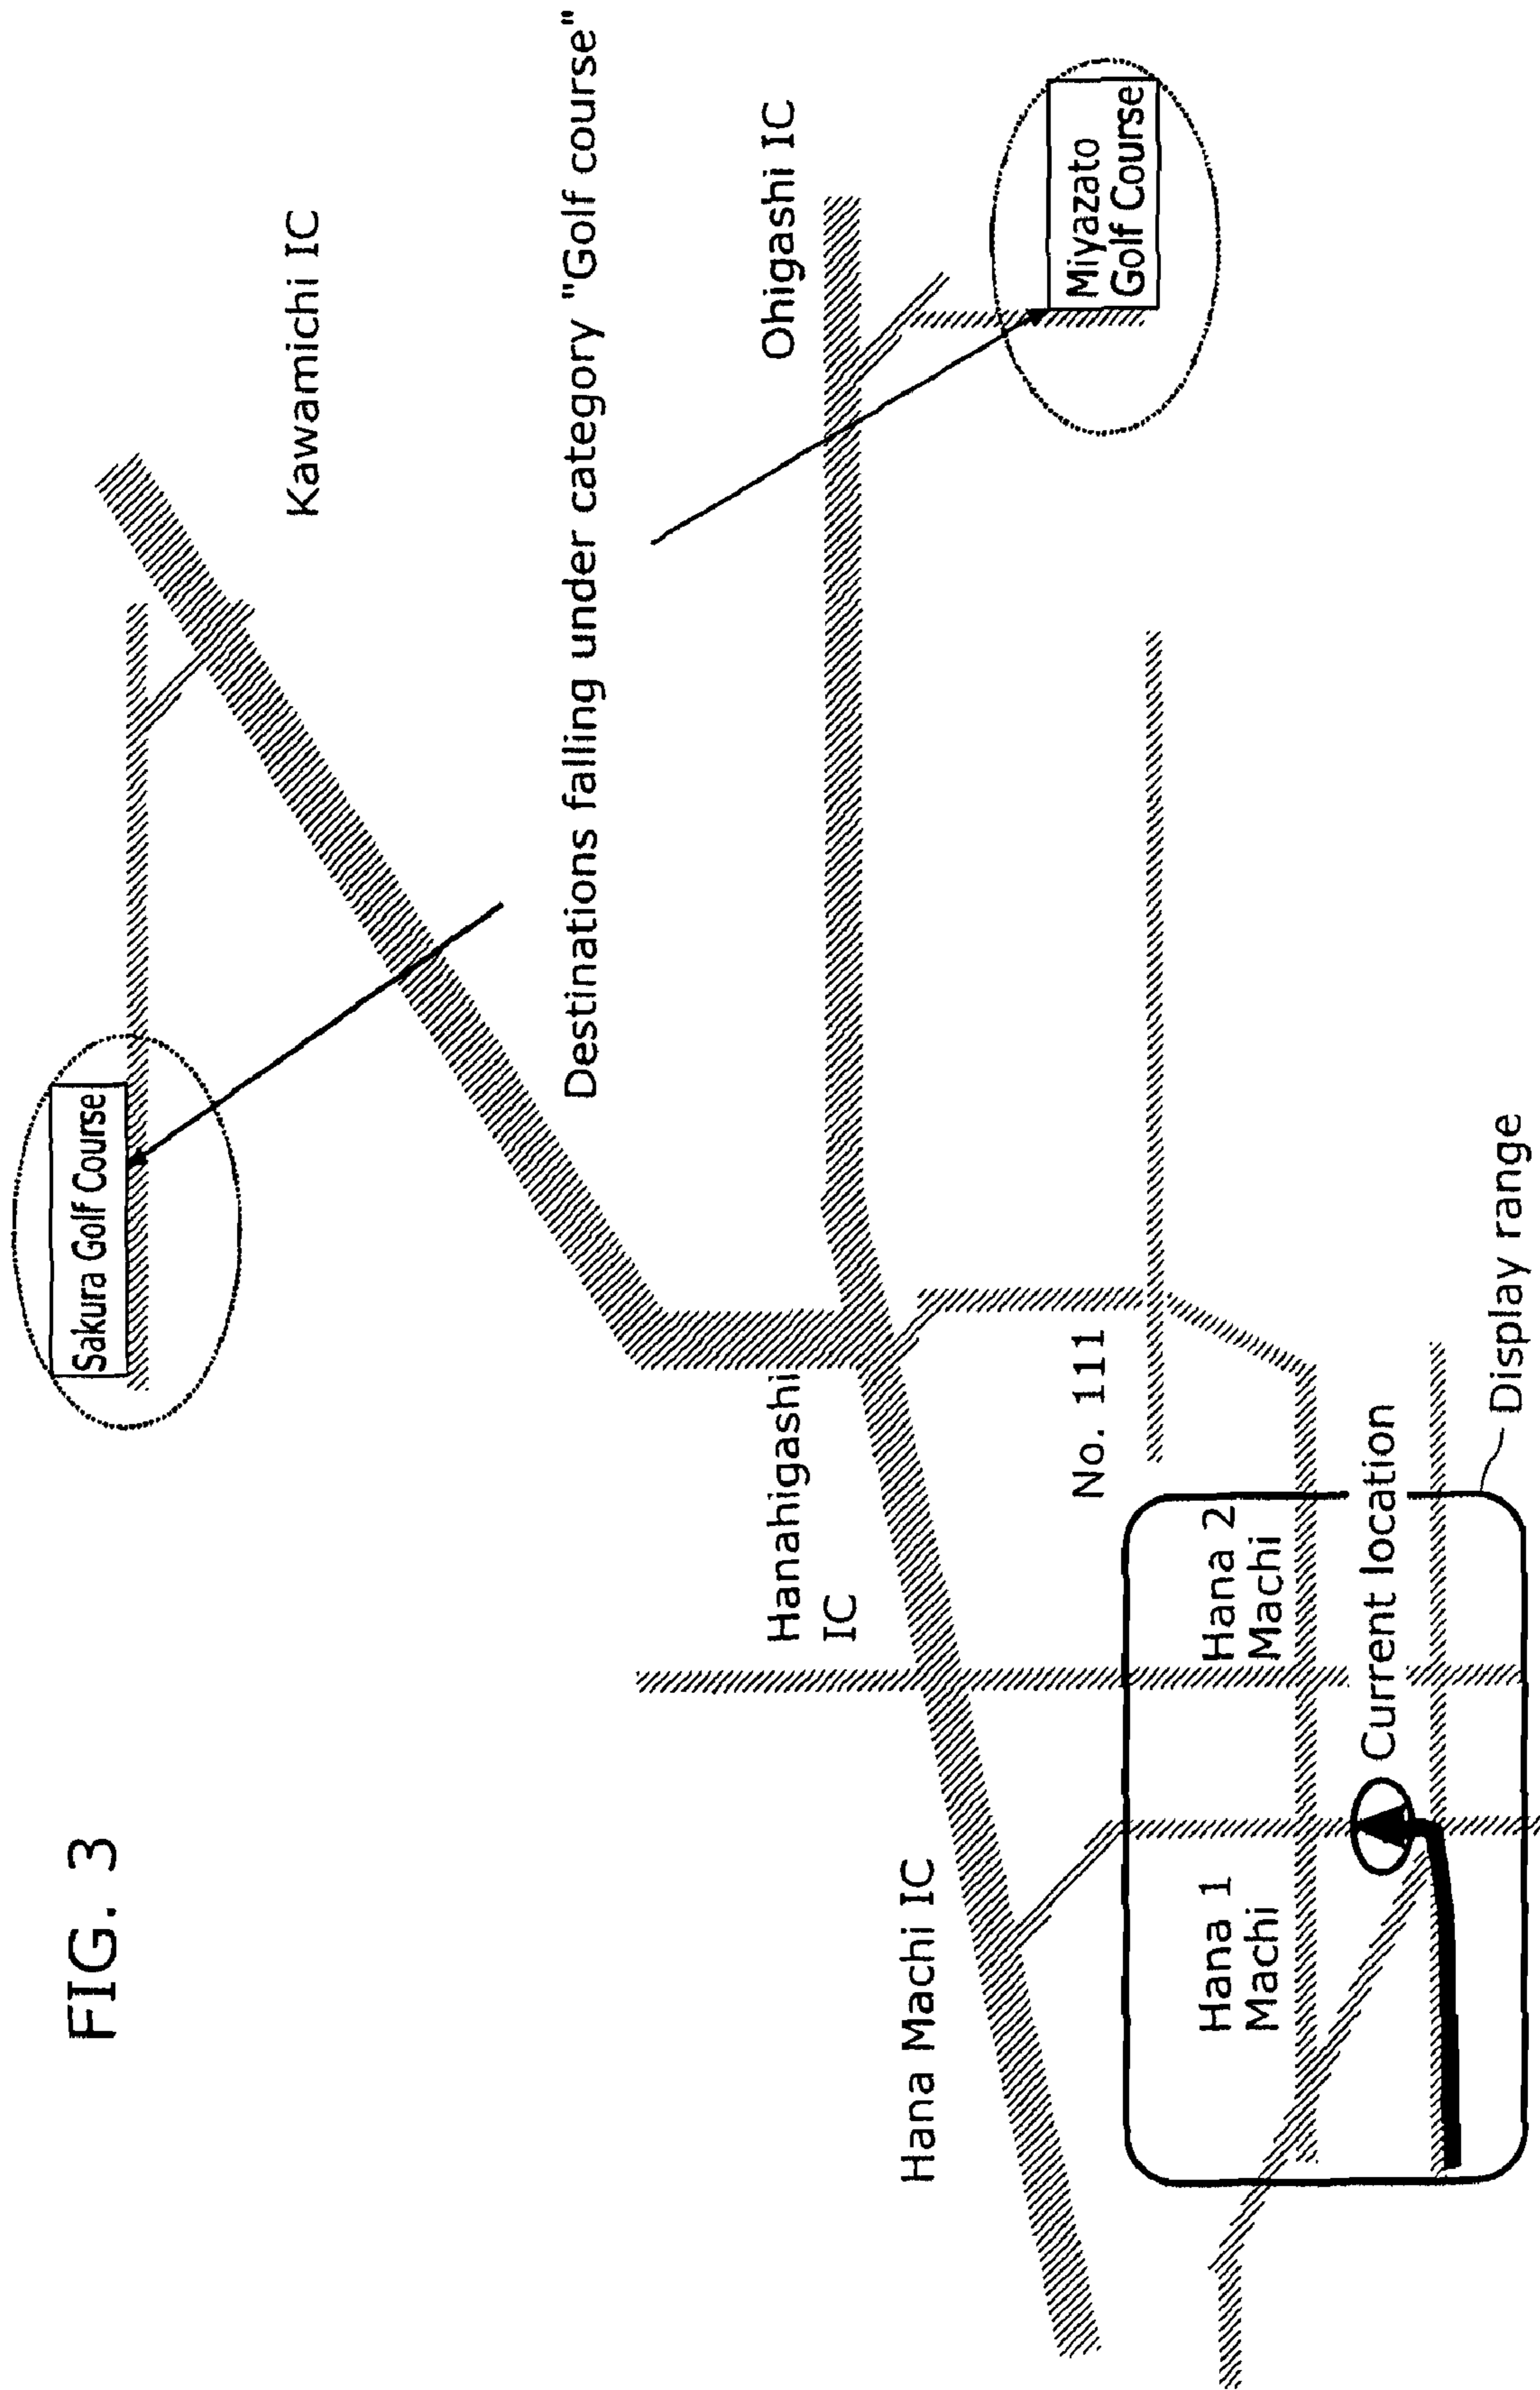 FIG. 3
Sakura Golf Course
Kawamichi IC
Destinations falling under category "Golf course"
Ohigashi IC
Miyazato
Golf Course
Hanahigashi
IC
Hana Machi IC
No. 111
Hana 1
Machi
Hana 2
Machi
Current location
Display range